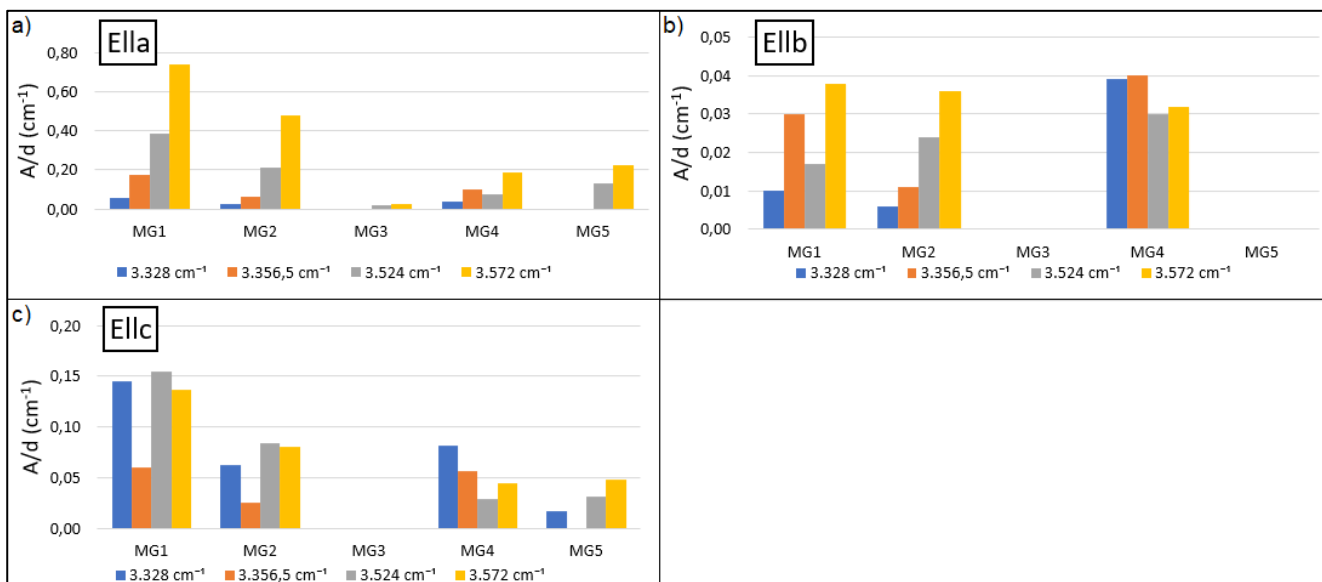 a)
Ella
0,80
0,60
0,40
0,20
0,00
A/d (cm⁻¹)
MG1 MG2 MG3 MG4 MG5
3.328 cm⁻¹ 3.356,5 cm⁻¹ 3.524 cm⁻¹ 3.572 cm⁻¹
b)
Ellb
0,05
0,04
0,03
0,02
0,01
0,00
A/d (cm⁻¹)
MG1 MG2 MG3 MG4 MG5
3.328 cm⁻¹ 3.356,5 cm⁻¹ 3.524 cm⁻¹ 3.572 cm⁻¹
c)
Ellc
0,20
0,15
0,10
0,05
0,00
A/d (cm⁻¹)
MG1 MG2 MG3 MG4 MG5
3.328 cm⁻¹ 3.356,5 cm⁻¹ 3.524 cm⁻¹ 3.572 cm⁻¹